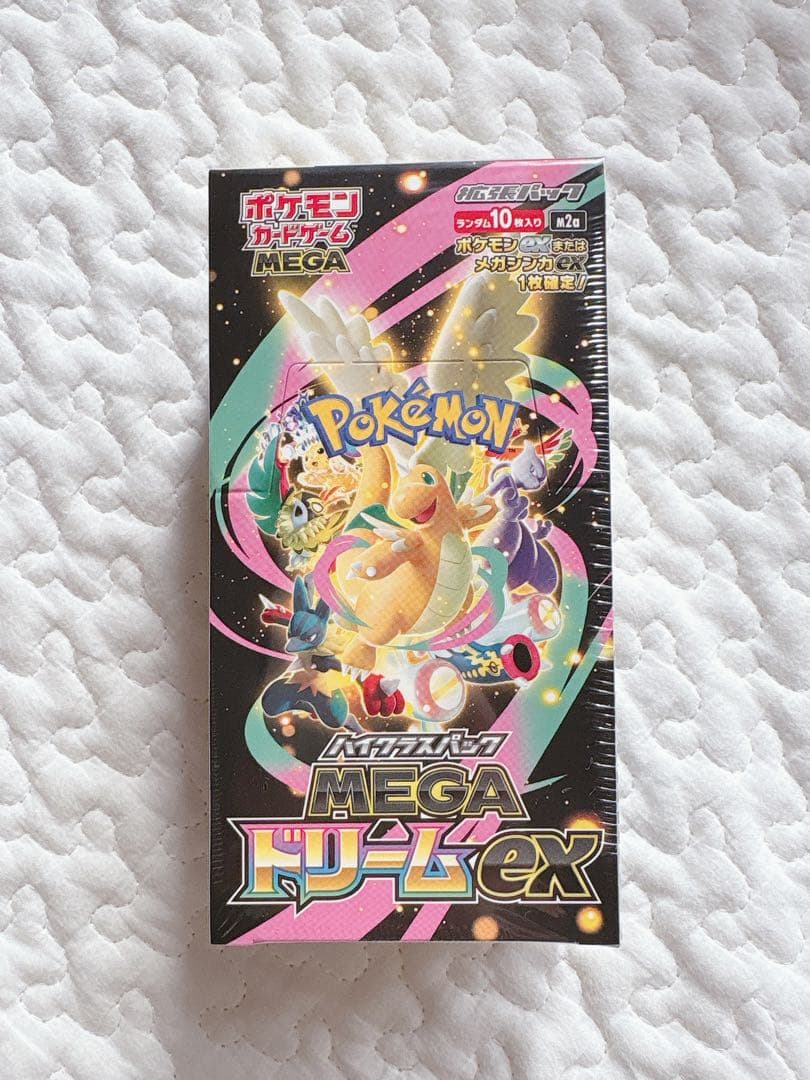 ポケモン
カードゲーム
MEGA
拡張パック
ランダム10枚入り M2a
ポケモンexまたは
メガシンカex
1枚確定!
POKéMON
TM
ハイクラスパック
MEGA
ドリームex